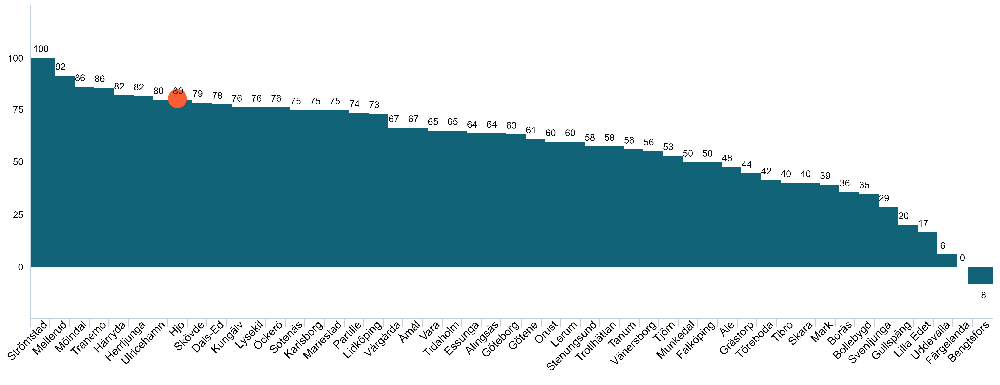 100
75
50
25
0
100 92 86 86 82 82 80 80 79 78 76 76 76 75 75 75 74 73 67 67 65 65 64 64 63 61 60 60 58 58 56 56 53 50 50 48 44 42 40 40 39 36 35 29 20 17 6 0 -8
Strömstad
Mellerud
Mölndal
Tranemo
Härryda
Herrljunga
Ulricehamn
Hjo
Skövde
Dals-Ed
Kungälv
Lysekil
Öckerö
Sotenäs
Karlsborg
Mariestad
Partille
Lidköping
Vårgårda
Åmål
Vara
Tidaholm
Essunga
Alingsås
Göteborg
Götene
Orust
Lerum
Stenungsund
Trollhättan
Tanum
Vänersborg
Tjörn
Munkedal
Falköping
Ale
Grästorp
Töreboda
Tibro
Skara
Mark
Borås
Bollebygd
Svenljunga
Gullspång
Lilla Edet
Uddevalla
Färgelanda
Bengtsfors